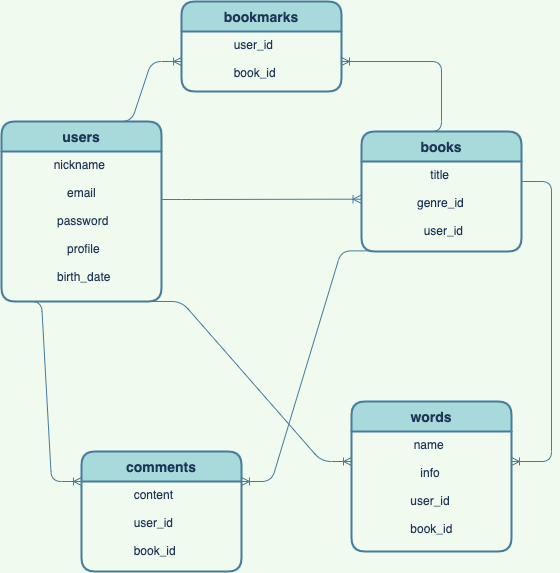 bookmarks
user_id
book_id
users
nickname
email
password
profile
birth_date
books
title
genre_id
user_id
comments
content
user_id
book_id
words
name
info
user_id
book_id